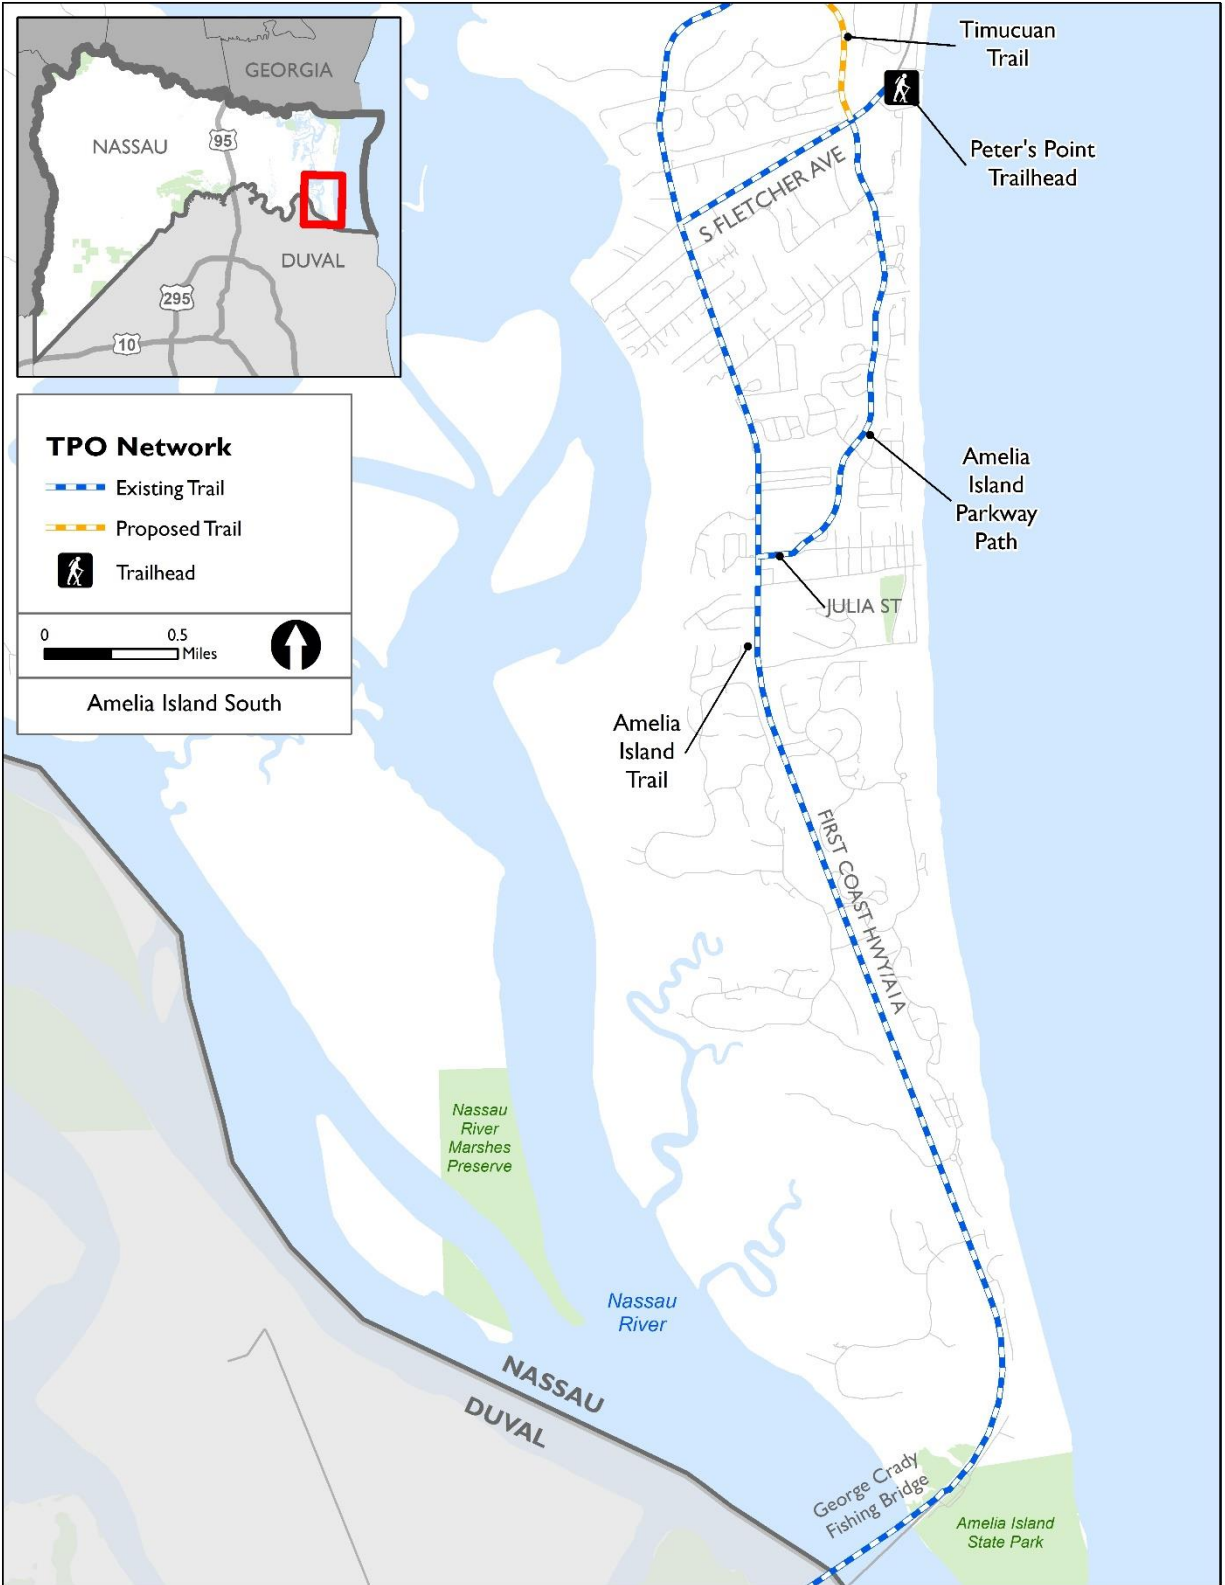 GEORGIA
NASSAU
95
DUVAL
295
10
TPO Network
Existing Trail
Proposed Trail
Trailhead
0
0.5
Miles
Amelia Island South
Timucuan
Trail
Peter's Point
Trailhead
S FLETCHER AVE
Amelia
Island
Parkway
Path
JULIA ST
Amelia
Island
Trail
FIRST COAST HWY/A1A
Nassau
River
Marshes
Preserve
Nassau
River
NASSAU
DUVAL
George Crady
Fishing Bridge
Amelia Island
State Park